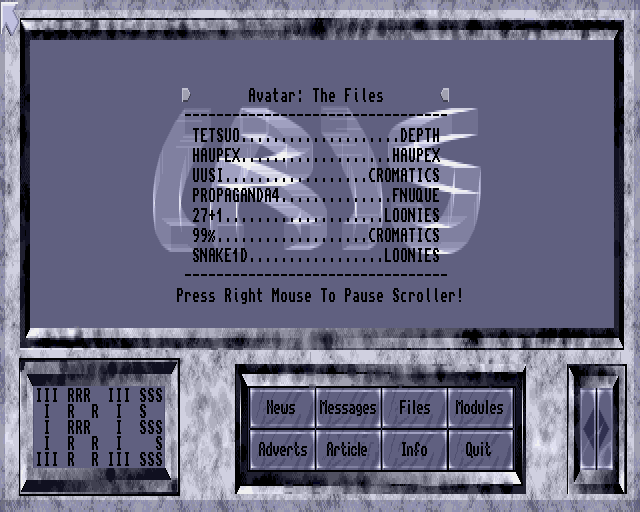 Avatar: The Files
---------------------------------
TETSUO....................DEPTH
HAUPEX...................HAUPEX
UUSI..................CROMATICS
PROPAGANDA4..............FNUQUE
27+1....................LOONIES
99%...................CROMATICS
SNAKE1D.................LOONIES
---------------------------------
Press Right Mouse To Pause Scroller!
III RRR  III SSS
 I  R  R  I  S
 I  RRR   I  SSS
 I  R  R  I    S
III R  R III SSS
News Messages Files Modules
Adverts Article Info Quit